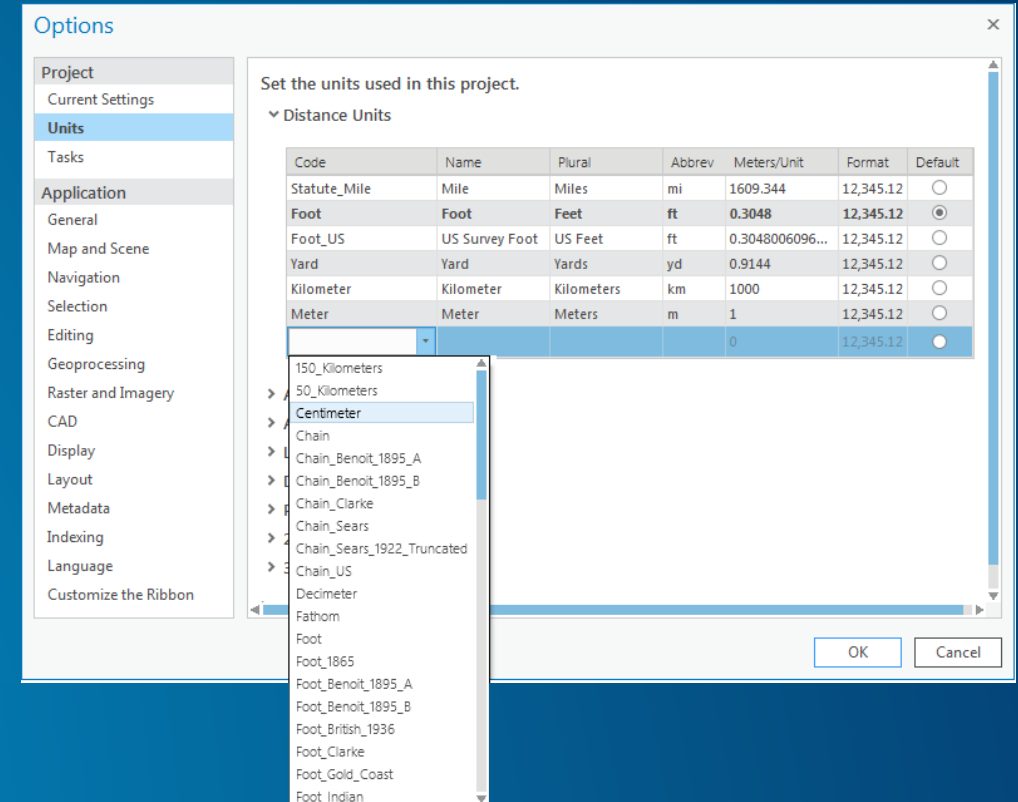 Options
Project
Current Settings
Units
Tasks
Application
General
Map and Scene
Navigation
Selection
Editing
Geoprocessing
Raster and Imagery
CAD
Display
Layout
Metadata
Indexing
Language
Customize the Ribbon
Set the units used in this project.
Distance Units
Code Name Plural Abbrev Meters/Unit Format Default
Statute_Mile Mile Miles mi 1609.344 12,345.12
Foot Foot Feet ft 0.3048 12,345.12
Foot_US US Survey Foot US Feet ft 0.3048006096... 12,345.12
Yard Yard Yards yd 0.9144 12,345.12
Kilometer Kilometer Kilometers km 1000 12,345.12
Meter Meter Meters m 1 12,345.12
0 12,345.12
150_Kilometers
50_Kilometers
Centimeter
Chain
Chain_Benoit_1895_A
Chain_Benoit_1895_B
Chain_Clarke
Chain_Sears
Chain_Sears_1922_Truncated
Chain_US
Decimeter
Fathom
Foot
Foot_1865
Foot_Benoit_1895_A
Foot_Benoit_1895_B
Foot_British_1936
Foot_Clarke
Foot_Gold_Coast
Foot_Indian
OK Cancel